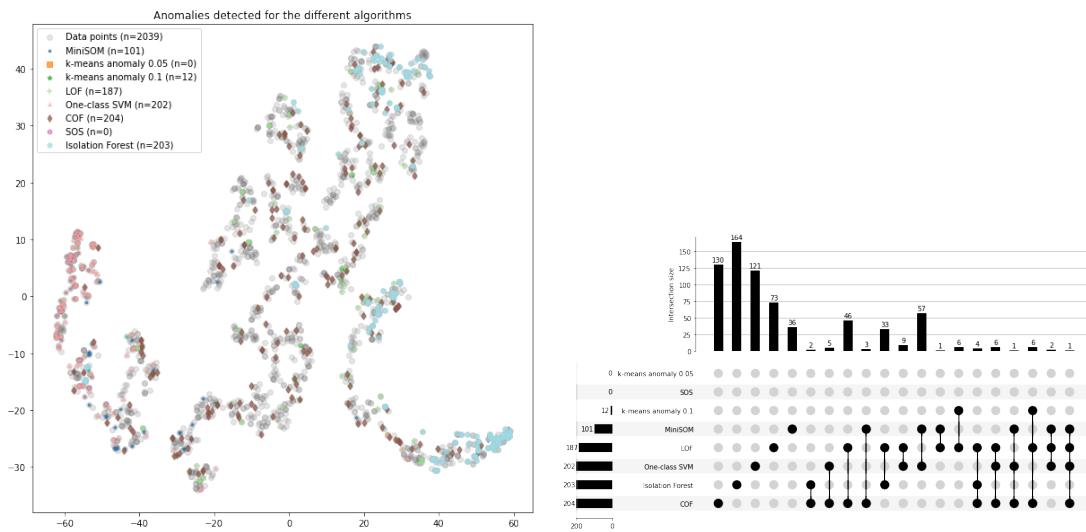 Anomalies detected for the different algorithms
Data points (n=2039)
MiniSOM (n=101)
k-means anomaly 0.05 (n=0)
k-means anomaly 0.1 (n=12)
LOF (n=187)
One-class SVM (n=202)
COF (n=204)
SOS (n=0)
Isolation Forest (n=203)
40
30
20
10
0
−10
−20
−30
−60 −40 −20 0 20 40 60
Intersection size
150
125
100
75
50
25
0
130 164 121 73 36 2 5 46 3 33 9 57 1 6 4 6 1 6 2 1
0 k-means anomaly 0.05
0 SOS
12 k-means anomaly 0.1
101 MiniSOM
187 LOF
202 One-class SVM
203 Isolation Forest
204 COF
200 0